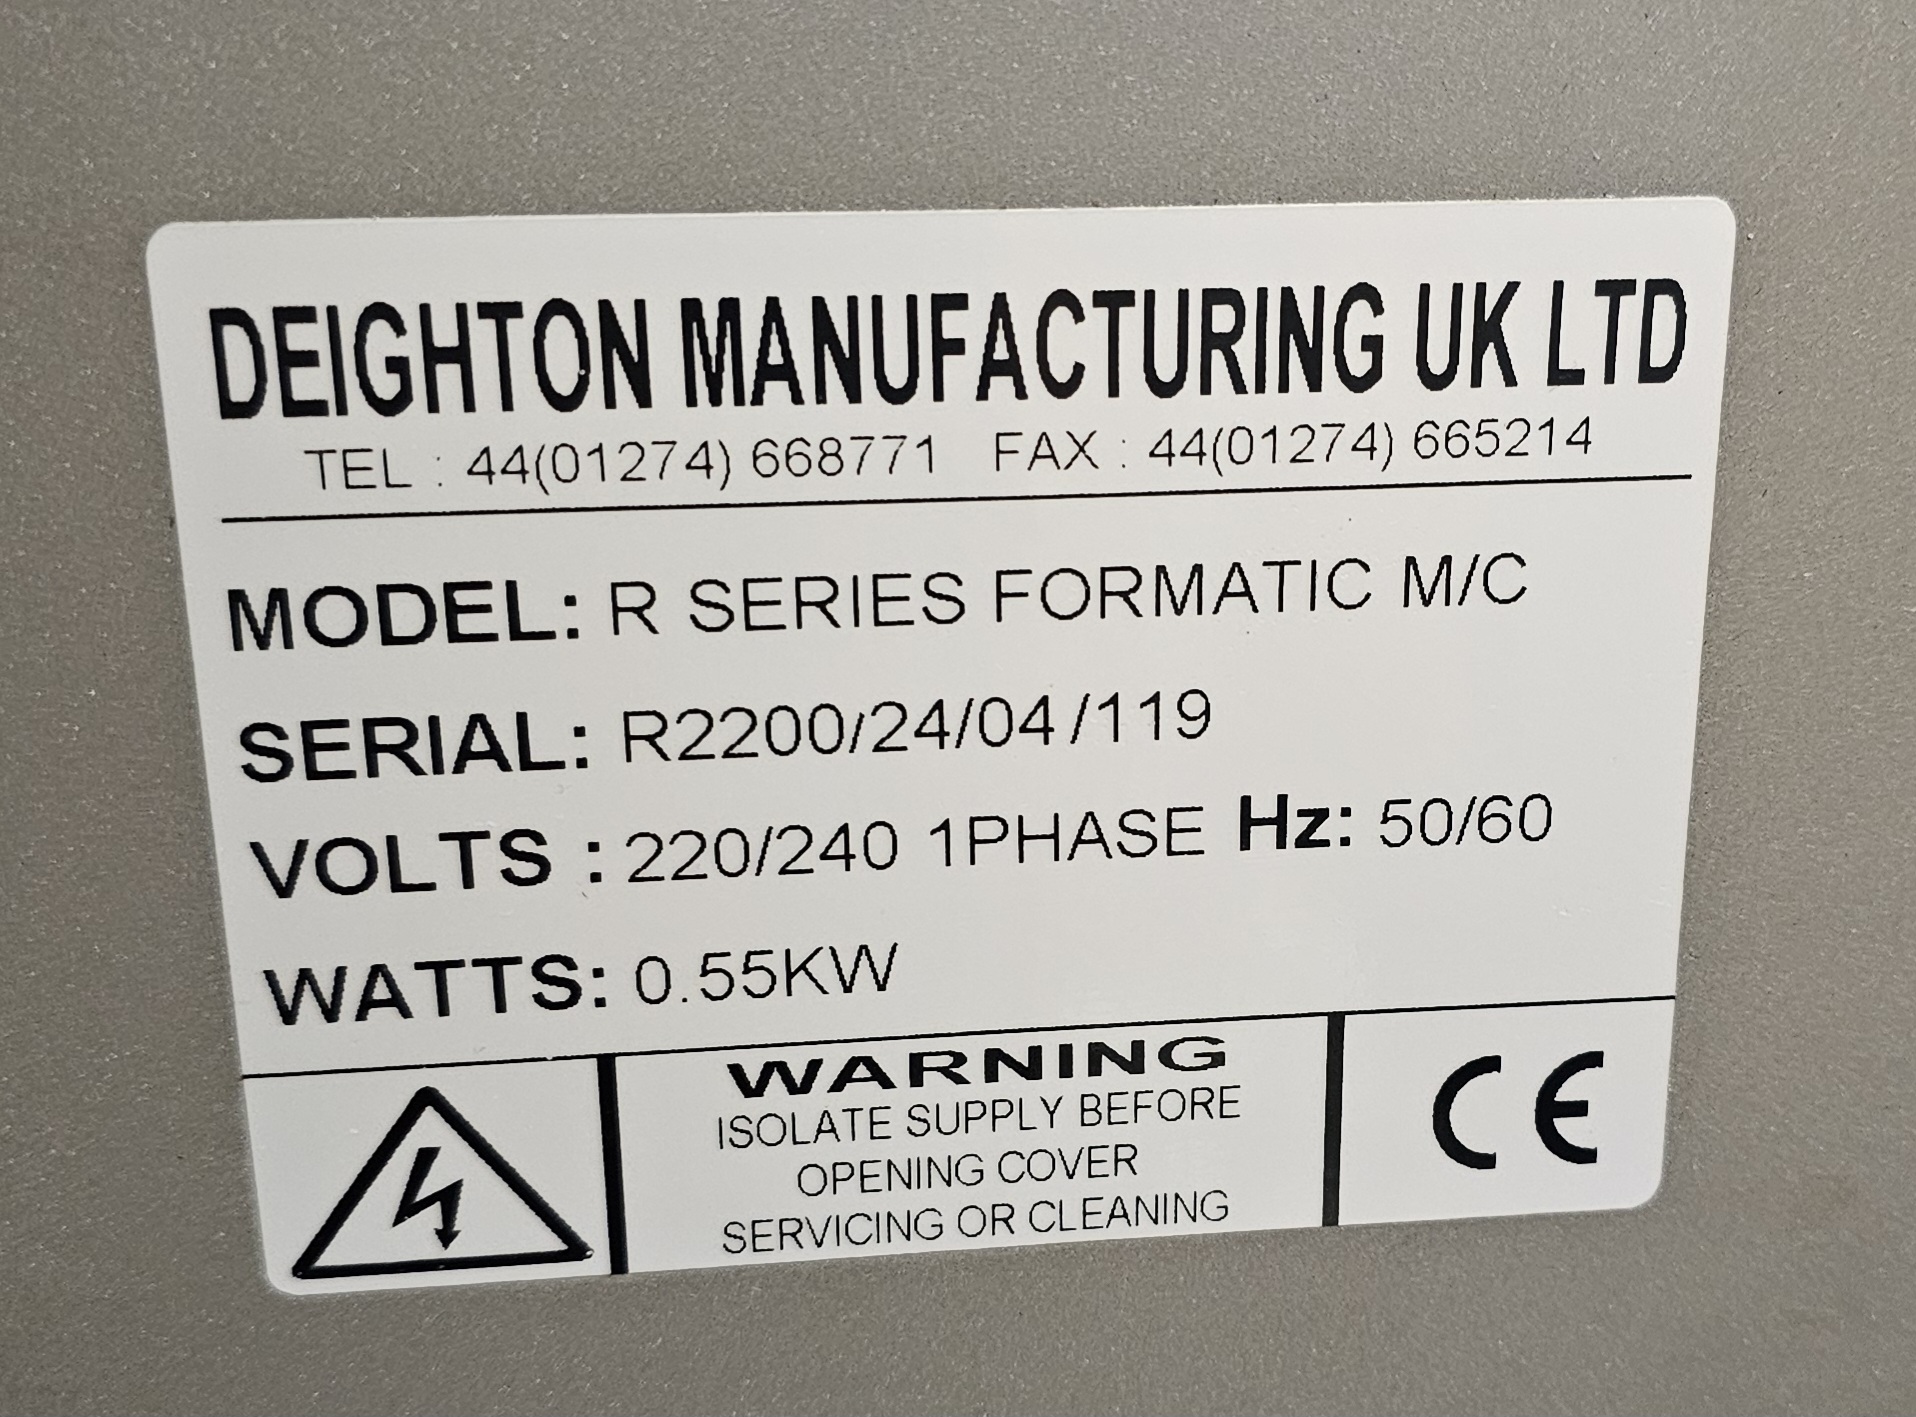 DEIGHTON MANUFACTURING UK LTD
TEL : 44(01274) 668771 FAX : 44(01274) 665214
MODEL: R SERIES FORMATIC M/C
SERIAL: R2200/24/04/119
VOLTS : 220/240 1PHASE Hz: 50/60
WATTS: 0.55KW
WARNING
ISOLATE SUPPLY BEFORE
OPENING COVER
SERVICING OR CLEANING
CE